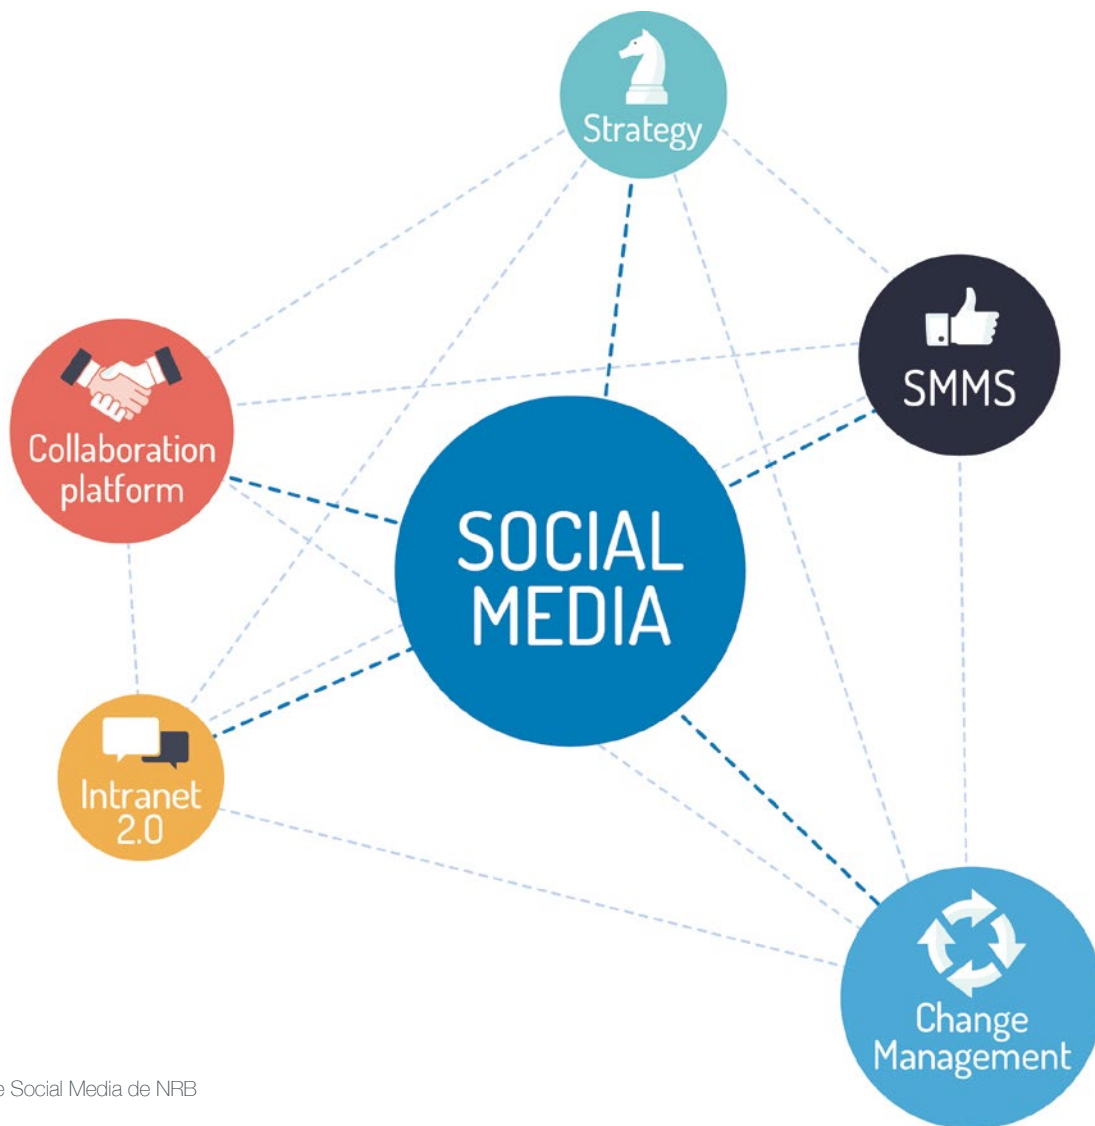 Strategy
SMMS
Collaboration
platform
SOCIAL
MEDIA
Intranet
2.0
Change
Management
Social Media de NRB